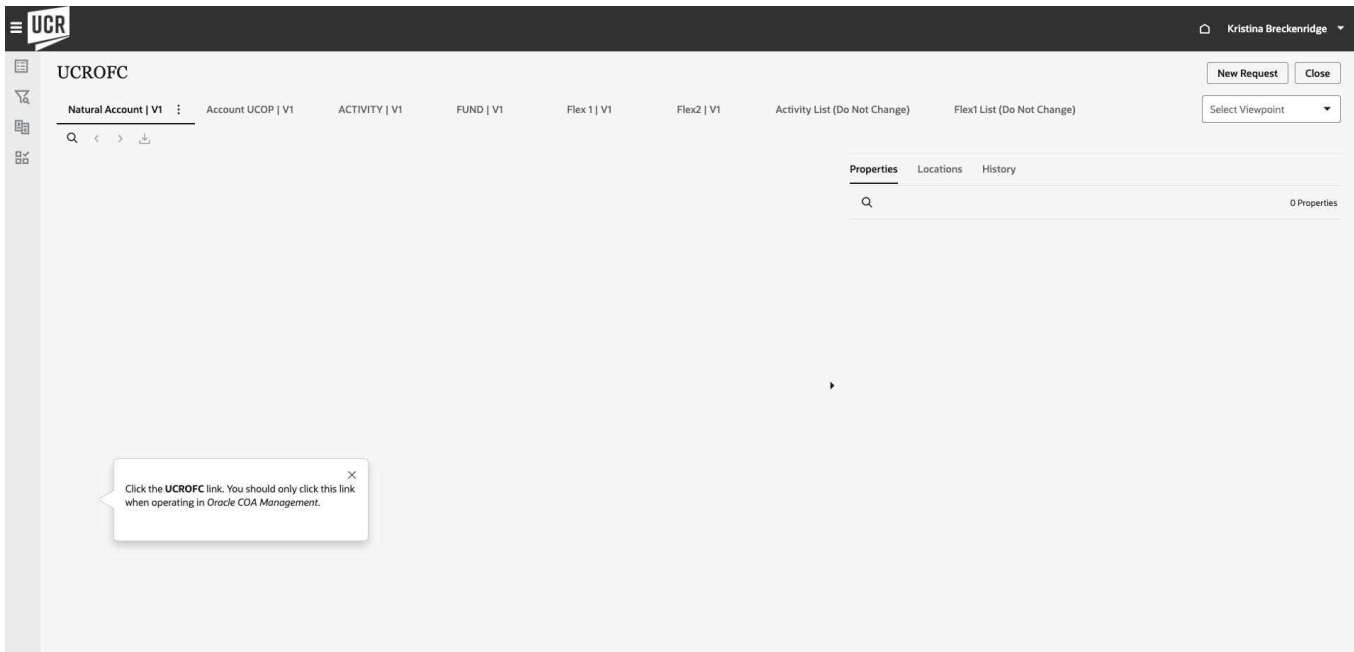 UCR
Kristina Breckenridge
UCROFC
New Request Close
Natural Account | V1 Account UCOP | V1 ACTIVITY | V1 FUND | V1 Flex 1 | V1 Flex2 | V1 Activity List (Do Not Change) Flex1 List (Do Not Change) Select Viewpoint
Properties Locations History
0 Properties
Click the UCROFC link. You should only click this link
when operating in Oracle COA Management.